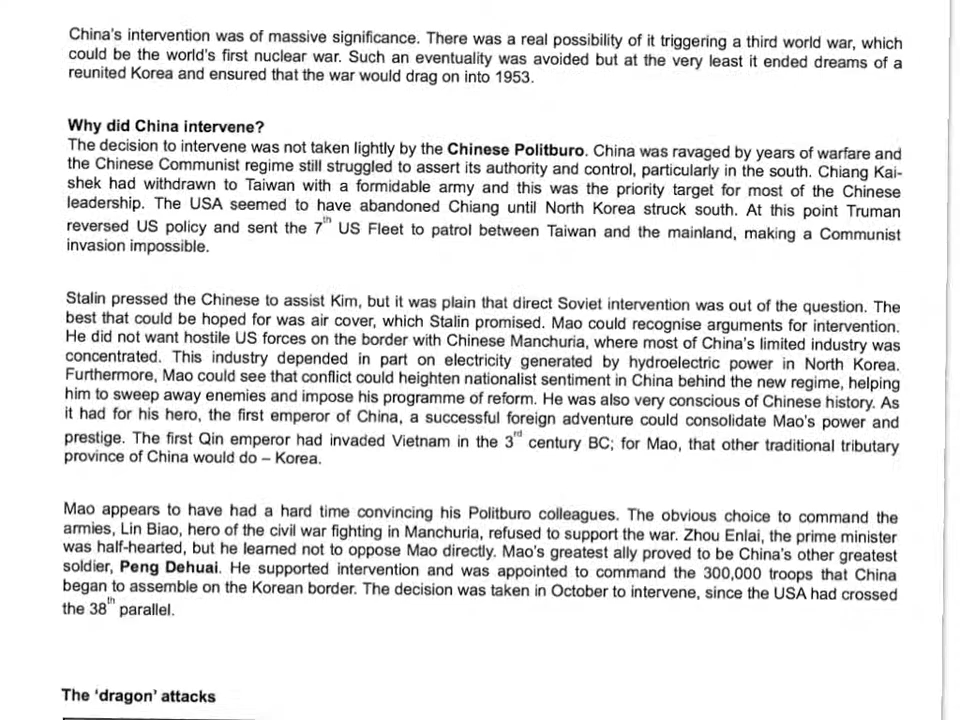 China's intervention was of massive significance. There was a real possibility of it triggering a third world war, which
could be the world's first nuclear war. Such an eventuality was avoided but at the very least it ended dreams of a
reunited Korea and ensured that the war would drag on into 1953.
Why did China intervene?
The decision to intervene was not taken lightly by the Chinese Politburo. China was ravaged by years of warfare and
the Chinese Communist regime still struggled to assert its authority and control, particularly in the south. Chiang Kai-
shek had withdrawn to Taiwan with a formidable army and this was the priority target for most of the Chinese
leadership. The USA seemed to have abandoned Chiang until North Korea struck south. At this point Truman
reversed US policy and sent the 7th US Fleet to patrol between Taiwan and the mainland, making a Communist
invasion impossible.
Stalin pressed the Chinese to assist Kim, but it was plain that direct Soviet intervention was out of the question. The
best that could be hoped for was air cover, which Stalin promised. Mao could recognise arguments for intervention.
He did not want hostile US forces on the border with Chinese Manchuria, where most of China's limited industry was
concentrated. This industry depended in part on electricity generated by hydroelectric power in North Korea.
Furthermore, Mao could see that conflict could heighten nationalist sentiment in China behind the new regime, helping
him to sweep away enemies and impose his programme of reform. He was also very conscious of Chinese history. As
it had for his hero, the first emperor of China, a successful foreign adventure could consolidate Mao's power and
prestige. The first Qin emperor had invaded Vietnam in the 3rd century BC; for Mao, that other traditional tributary
province of China would do – Korea.
Mao appears to have had a hard time convincing his Politburo colleagues. The obvious choice to command the
armies, Lin Biao, hero of the civil war fighting in Manchuria, refused to support the war. Zhou Enlai, the prime minister
was half-hearted, but he learned not to oppose Mao directly. Mao's greatest ally proved to be China's other greatest
soldier, Peng Dehuai. He supported intervention and was appointed to command the 300,000 troops that China
began to assemble on the Korean border. The decision was taken in October to intervene, since the USA had crossed
the 38th parallel.
The 'dragon' attacks